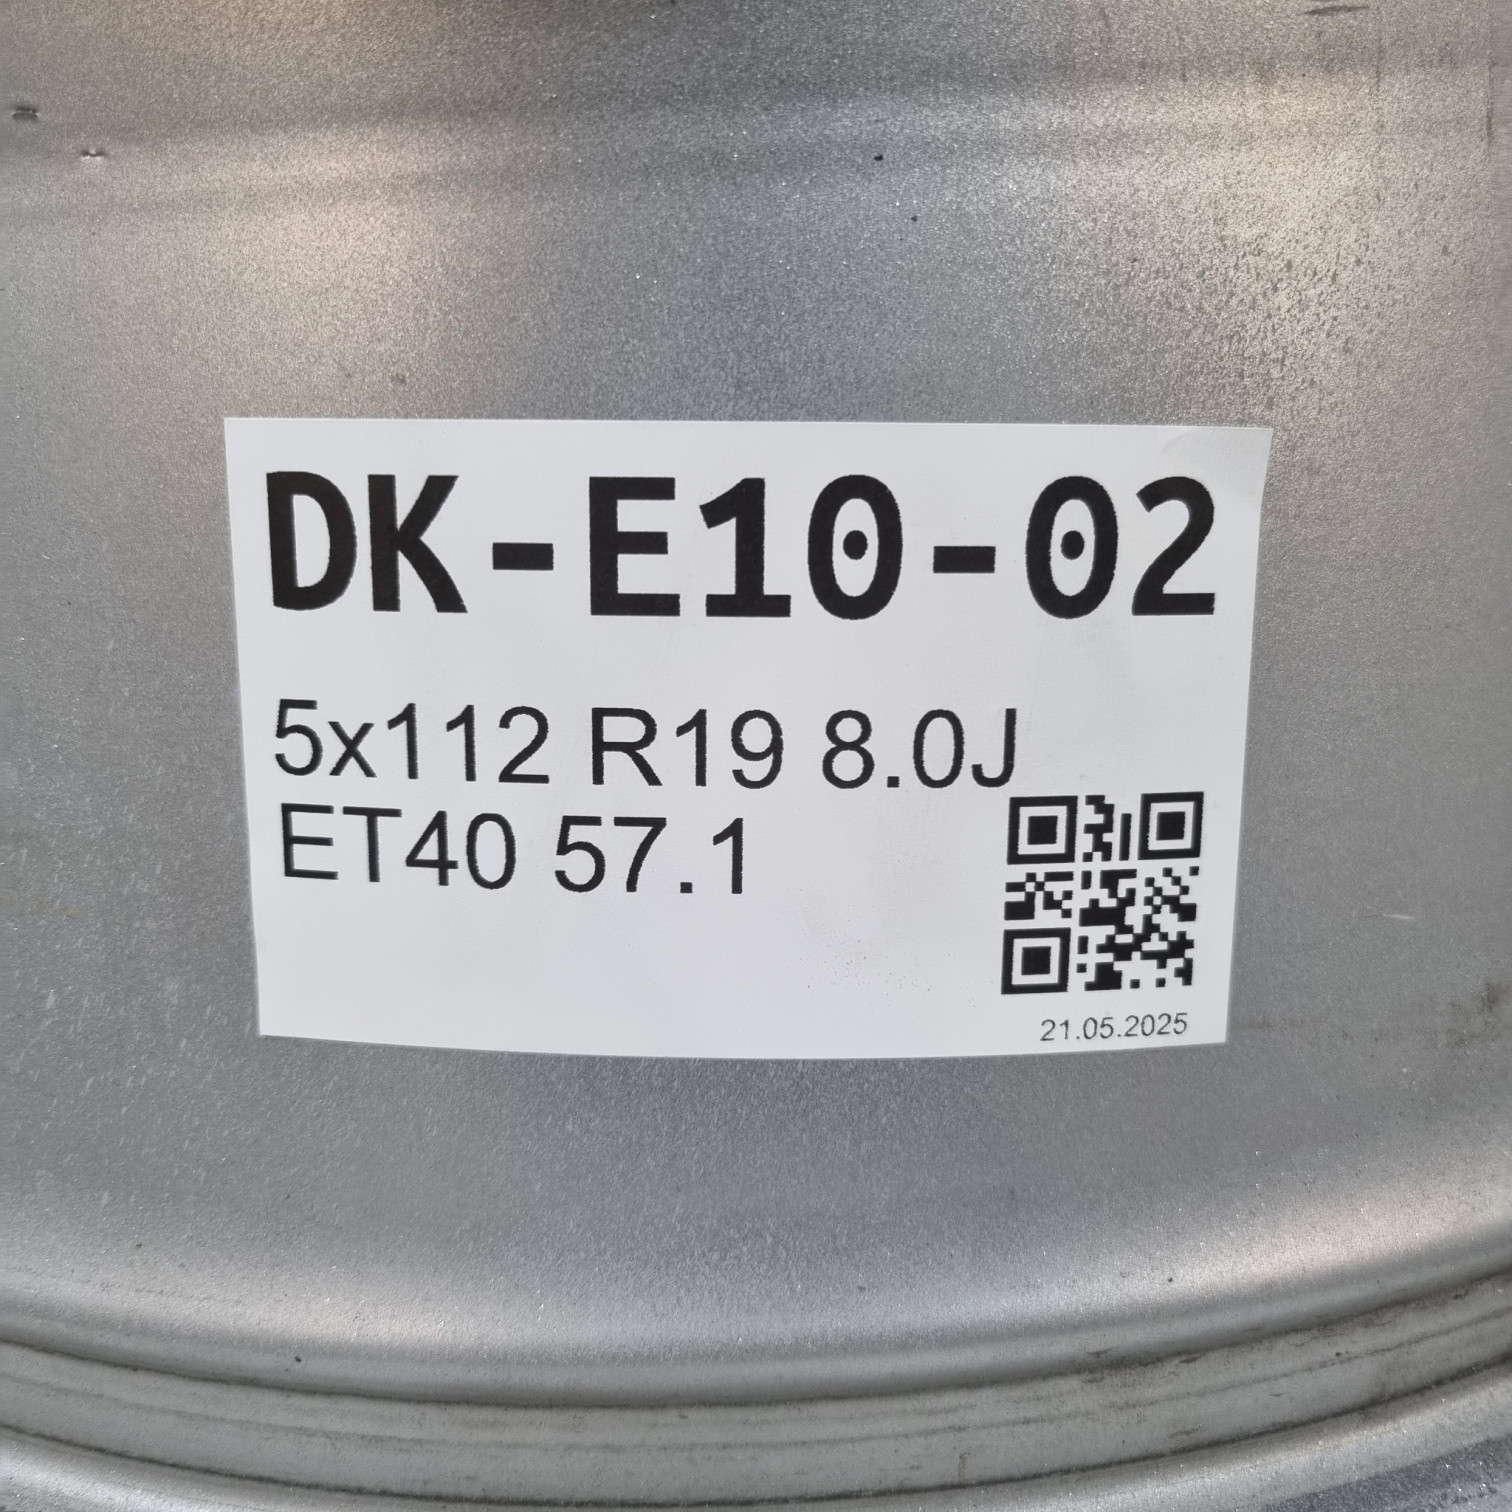 DK-E10-02
5x112 R19 8.0J
ET40 57.1
21.05.2025